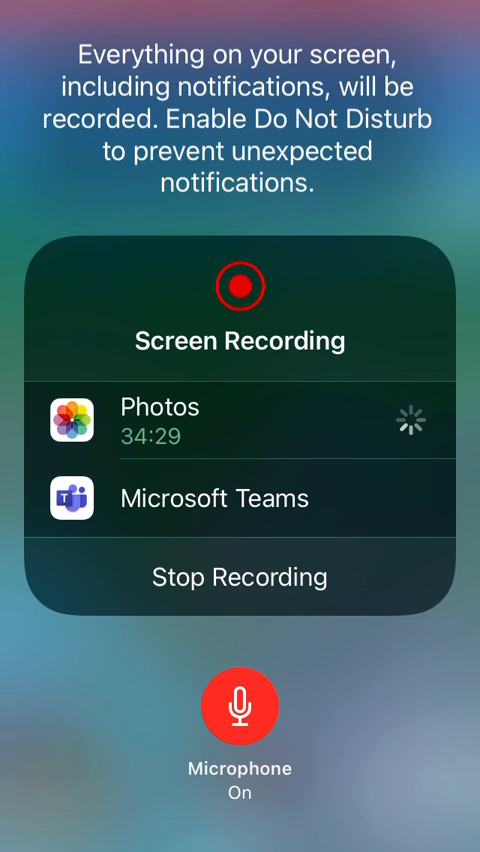 Everything on your screen,
including notifications, will be
recorded. Enable Do Not Disturb
to prevent unexpected
notifications.
Screen Recording
Photos
34:29
T
Microsoft Teams
Stop Recording
Microphone
On